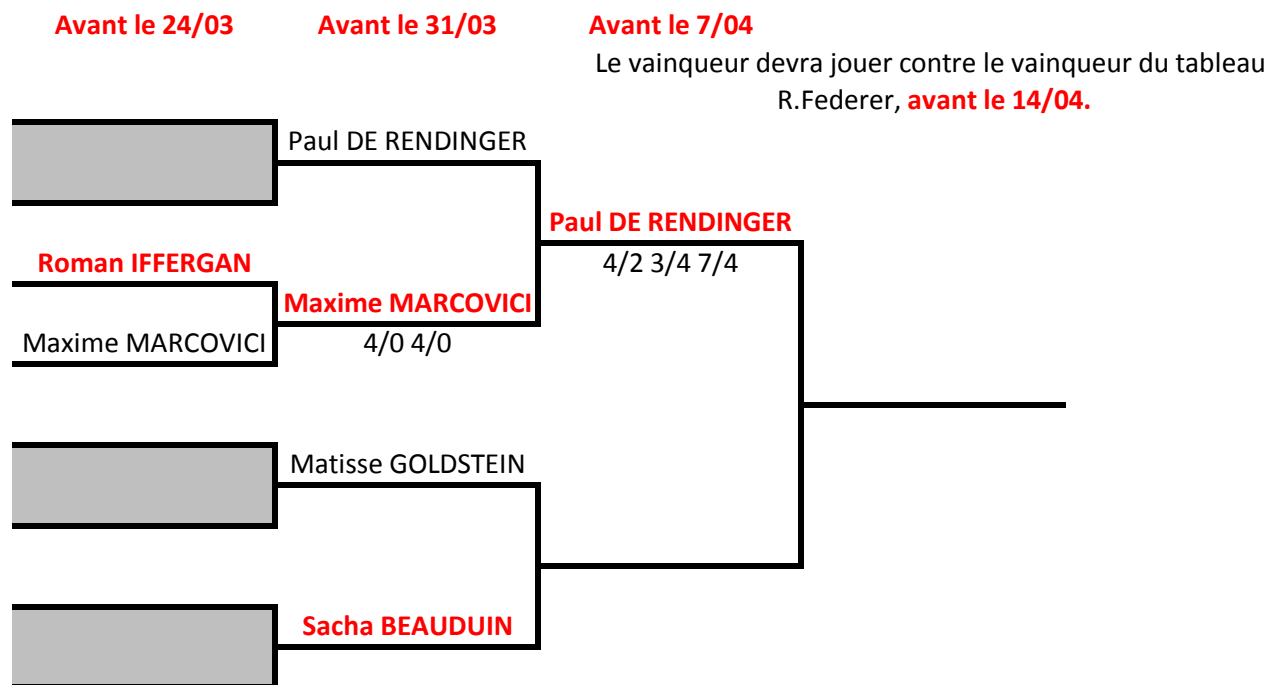 Avant le 24/03 Avant le 31/03 Avant le 7/04
Le vainqueur devra jouer contre le vainqueur du tableau
R.Federer, avant le 14/04.
Paul DE RENDINGER
Paul DE RENDINGER
Roman IFFERGAN
4/2 3/4 7/4
Maxime MARCOVICI
Maxime MARCOVICI
4/0 4/0
Matisse GOLDSTEIN
Sacha BEAUDUIN